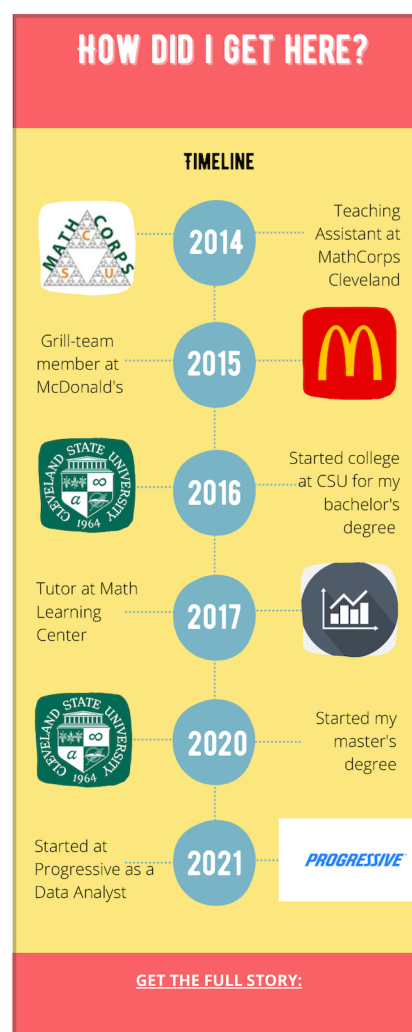 HOW DID I GET HERE?
TIMELINE
MATH CORPS
C
S U
2014
Teaching
Assistant at
MathCorps
Cleveland
Grill-team
member at
McDonald's
2015
CLEVELAND STATE UNIVERSITY
1964
2016
Started college
at CSU for my
bachelor's
degree
Tutor at Math
Learning
Center
2017
CLEVELAND STATE UNIVERSITY
1964
2020
Started my
master's
degree
Started at
Progressive as a
Data Analyst
2021
PROGRESSIVE
GET THE FULL STORY: